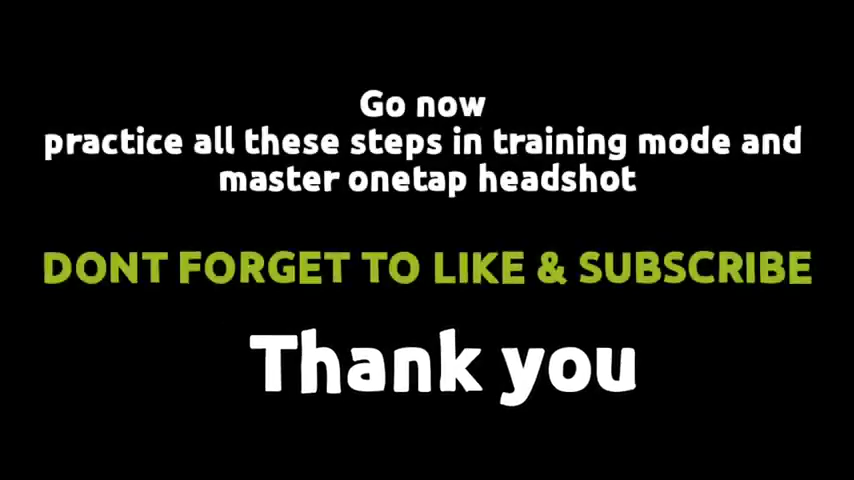 Go now
practice all these steps in training mode and
master onetap headshot
DONT FORGET TO LIKE & SUBSCRIBE
Thank you